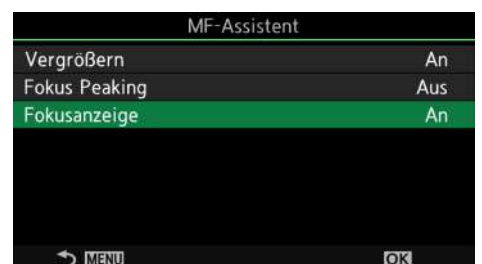 MF-Assistent
Vergrößern An
Fokus Peaking Aus
Fokusanzeige An
MENU OK